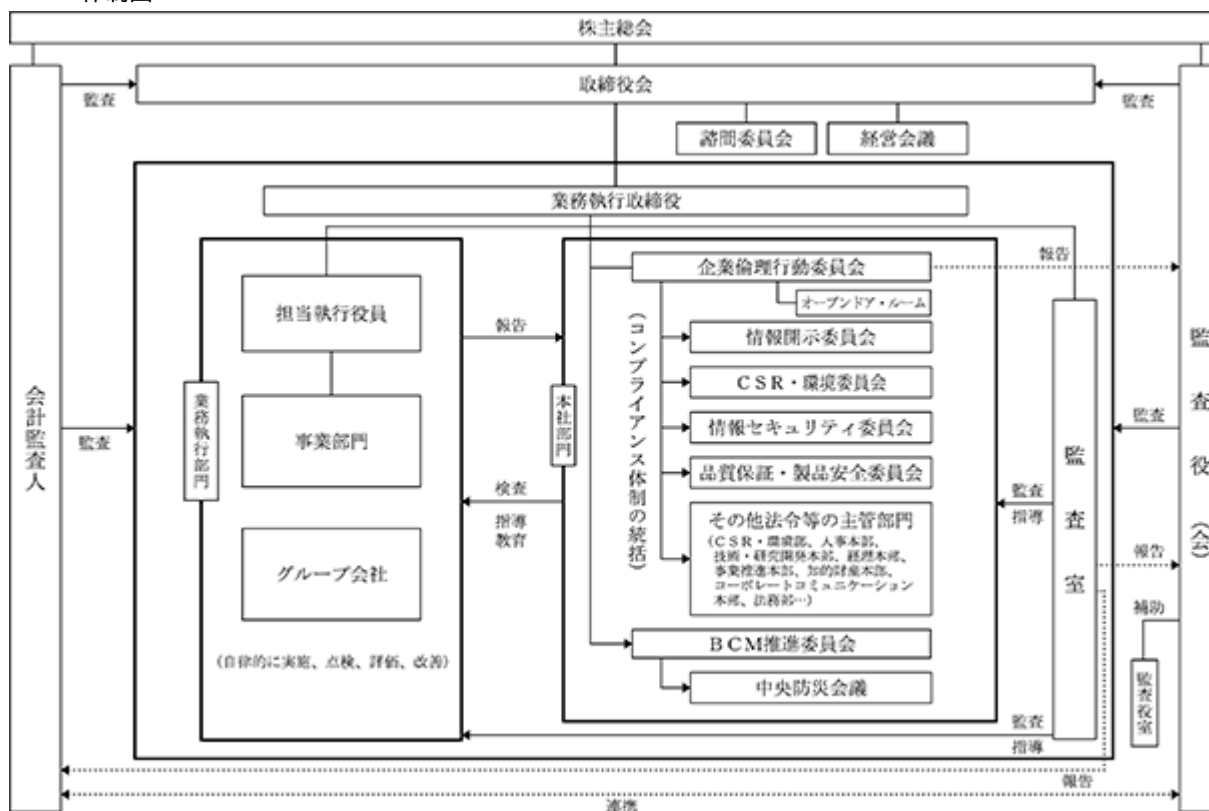 株主総会
取締役会
監査
監査
諮問委員会
経営会議
業務執行取締役
企業倫理行動委員会
報告
オープンドア・ルーム
担当執行役員
報告
(コンプライアンス体制の統括)
情報開示委員会
監査役(会)
会計監査人
業務執行部門
本社部門
CSR・環境委員会
監査
事業部門
情報セキュリティ委員会
監査
監査室
品質保証・製品安全委員会
検査
指導
教育
監査
指導
その他法令等の主管部門
(CSR・環境部、人事本部、
技術・研究開発本部、経理本部、
事業推進本部、知的財産本部、
コーポレートコミュニケーション
本部、法務部…)
グループ会社
報告
補助
(自律的に実施、点検、評価、改善)
BCM推進委員会
中央防災会議
監査役室
監査
指導
報告
連携